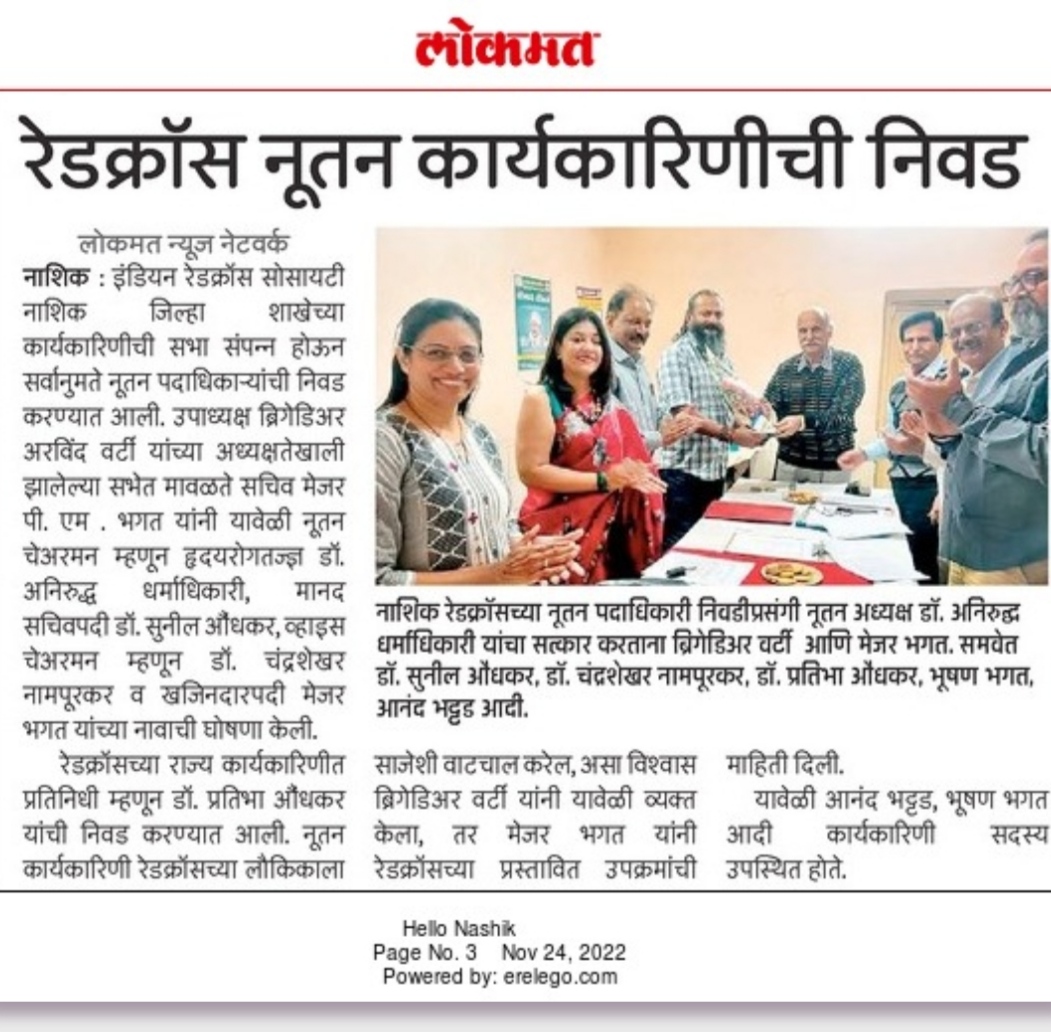 लोकमत
रेडक्रॉस नूतन कार्यकारिणीची निवड
लोकमत न्यूज नेटवर्क
नाशिक : इंडियन रेडक्रॉस सोसायटी
नाशिक जिल्हा शाखेच्या
कार्यकारिणीची सभा संपन्न होऊन
सर्वानुमते नूतन पदाधिकाऱ्यांची निवड
करण्यात आली. उपाध्यक्ष ब्रिगेडिअर
अरविंद वर्टी यांच्या अध्यक्षतेखाली
झालेल्या सभेत मावळते सचिव मेजर
पी. एम . भगत यांनी यावेळी नूतन
चेअरमन म्हणून हृदयरोगतज्ज्ञ डॉ.
अनिरुद्ध धर्माधिकारी, मानद
सचिवपदी डॉ. सुनील औंधकर, व्हाइस
चेअरमन म्हणून डॉ. चंद्रशेखर
नामपूरकर व खजिनदारपदी मेजर
भगत यांच्या नावाची घोषणा केली.
रेडक्रॉसच्या राज्य कार्यकारिणीत
प्रतिनिधी म्हणून डॉ. प्रतिभा औंधकर
यांची निवड करण्यात आली. नूतन
कार्यकारिणी रेडक्रॉसच्या लौकिकाला
नाशिक रेडक्रॉसच्या नूतन पदाधिकारी निवडीप्रसंगी नूतन अध्यक्ष डॉ. अनिरुद्ध
धर्माधिकारी यांचा सत्कार करताना ब्रिगेडिअर वर्टी आणि मेजर भगत. समवेत
डॉ. सुनील औधकर, डॉ. चंद्रशेखर नामपूरकर, डॉ. प्रतिभा औधकर, भूषण भगत,
आनंद भट्टड आदी.
साजेशी वाटचाल करेल, असा विश्वास
ब्रिगेडिअर वर्टी यांनी यावेळी व्यक्त
केला, तर मेजर भगत यांनी
रेडक्रॉसच्या प्रस्तावित उपक्रमांची
माहिती दिली.
यावेळी आनंद भट्टड, भूषण भगत
आदी कार्यकारिणी सदस्य
उपस्थित होते.
Hello Nashik
Page No. 3 Nov 24, 2022
Powered by: erelego.com